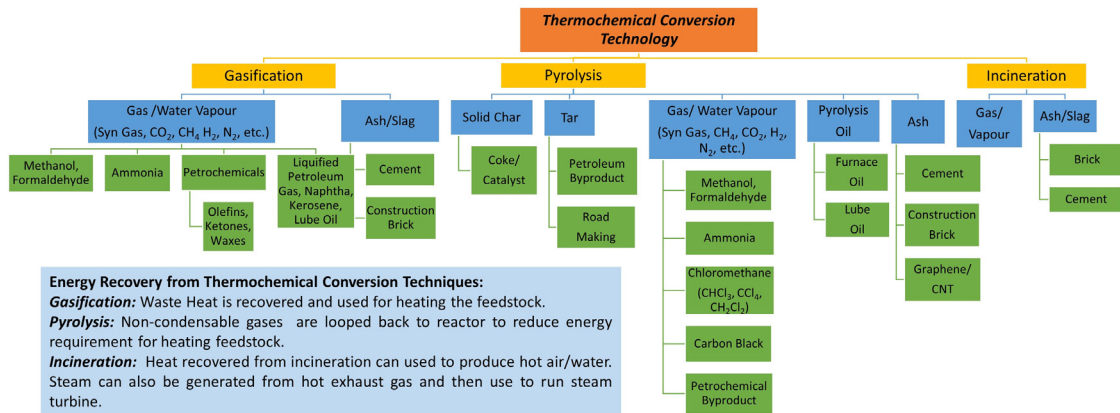 Thermochemical Conversion
Technology
Gasification
Pyrolysis
Incineration
Gas /Water Vapour
(Syn Gas, CO₂, CH₄ H₂, N₂, etc.)
Ash/Slag
Solid Char
Tar
Gas/ Water Vapour
(Syn Gas, CH₄, CO₂, H₂,
N₂, etc.)
Pyrolysis
Oil
Ash
Gas/
Vapour
Ash/Slag
Methanol,
Formaldehyde
Ammonia
Petrochemicals
Olefins,
Ketones,
Waxes
Liquified
Petroleum
Gas, Naphtha,
Kerosene,
Lube Oil
Cement
Construction
Brick
Coke/
Catalyst
Petroleum
Byproduct
Road
Making
Methanol,
Formaldehyde
Ammonia
Chloromethane
(CHCl₃, CCl₄,
CH₂Cl₂)
Carbon Black
Petrochemical
Byproduct
Furnace
Oil
Lube
Oil
Cement
Construction
Brick
Graphene/
CNT
Brick
Cement
Energy Recovery from Thermochemical Conversion Techniques:
Gasification: Waste Heat is recovered and used for heating the feedstock.
Pyrolysis: Non-condensable gases are looped back to reactor to reduce energy
requirement for heating feedstock.
Incineration: Heat recovered from incineration can used to produce hot air/water.
Steam can also be generated from hot exhaust gas and then use to run steam
turbine.